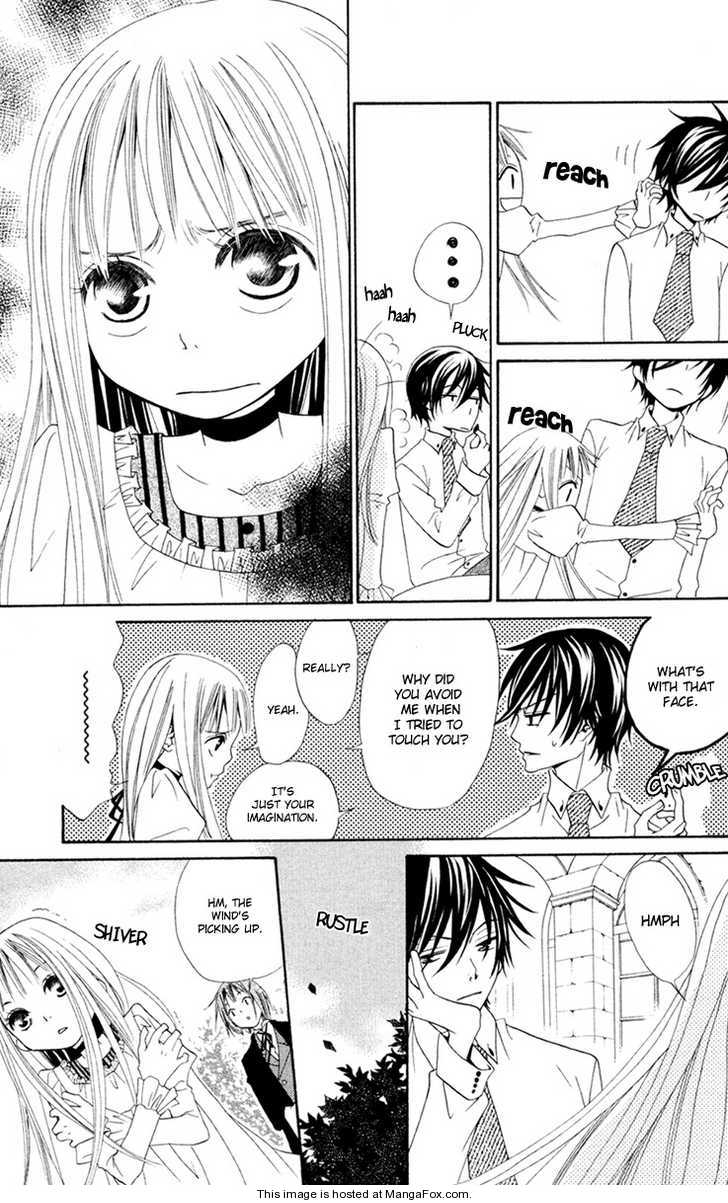 reach
reach
haah
haah
PLUCK
WHAT'S
WITH THAT
FACE.
CRUMBLE
WHY DID
YOU AVOID
ME WHEN
I TRIED TO
TOUCH YOU?
REALLY?
YEAH.
IT'S
JUST YOUR
IMAGINATION.
HMPH
RUSTLE
HM, THE
WIND'S
PICKING UP.
SHIVER
This image is hosted at MangaFox.com.